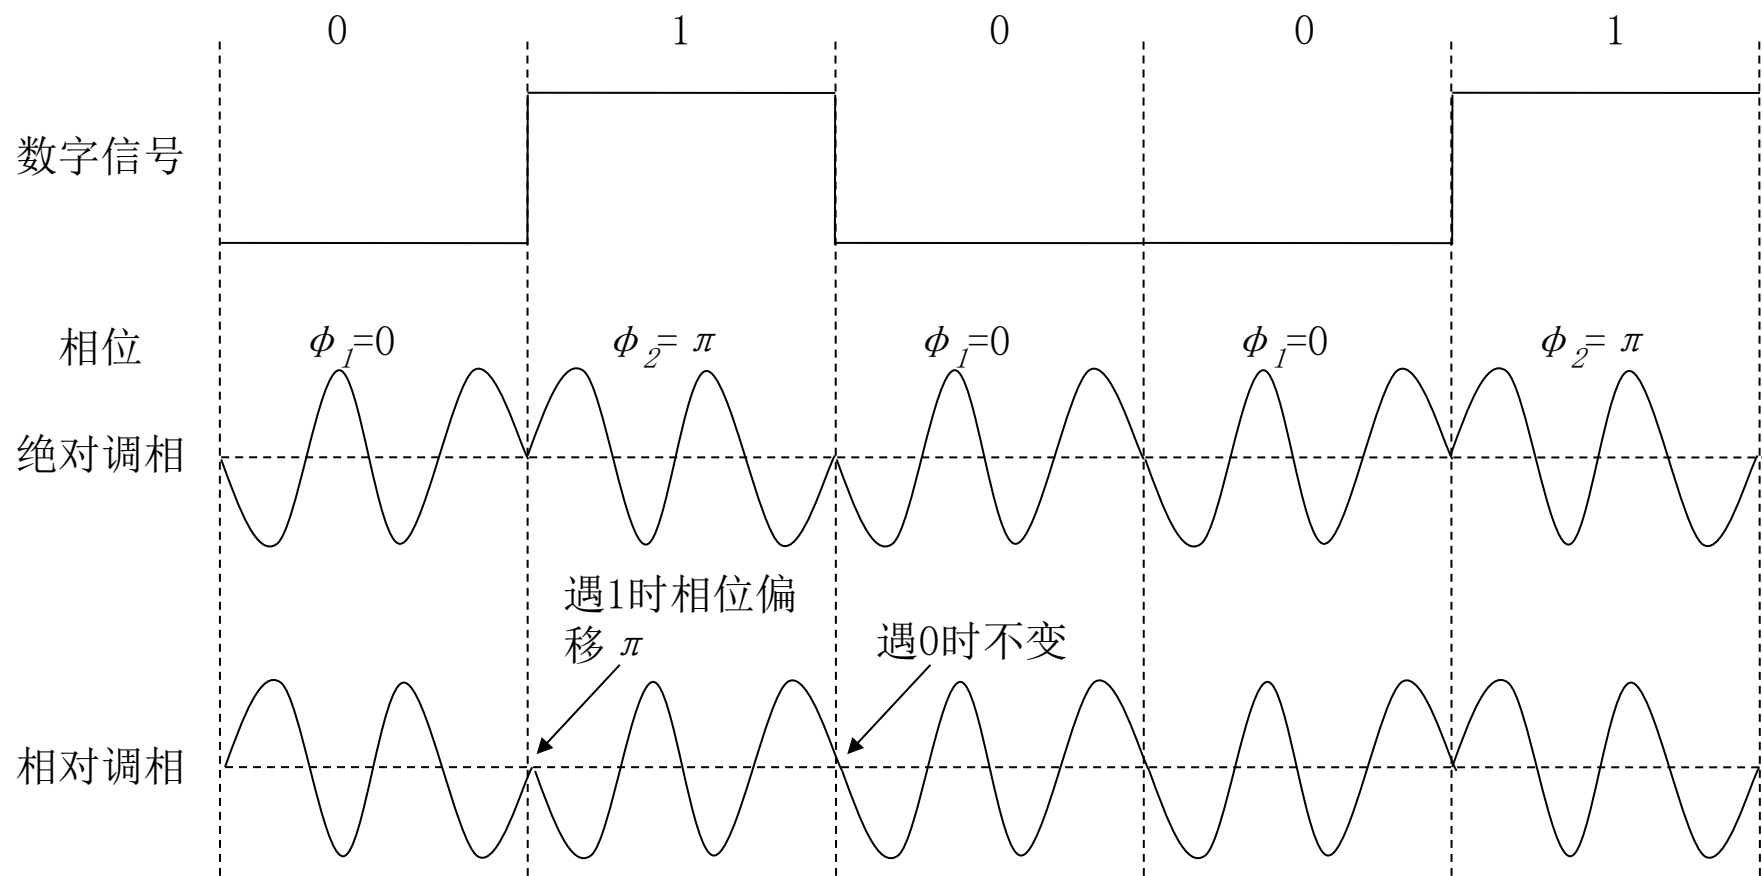 0 1 0 0 1
数字信号
相位 ϕ1=0 ϕ2=π ϕ1=0 ϕ1=0 ϕ2=π
绝对调相
遇1时相位偏
移π
遇0时不变
相对调相